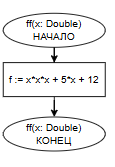 ff(x: Double)
НАЧАЛО
f := x*x*x + 5*x + 12
ff(x: Double)
КОНЕЦ